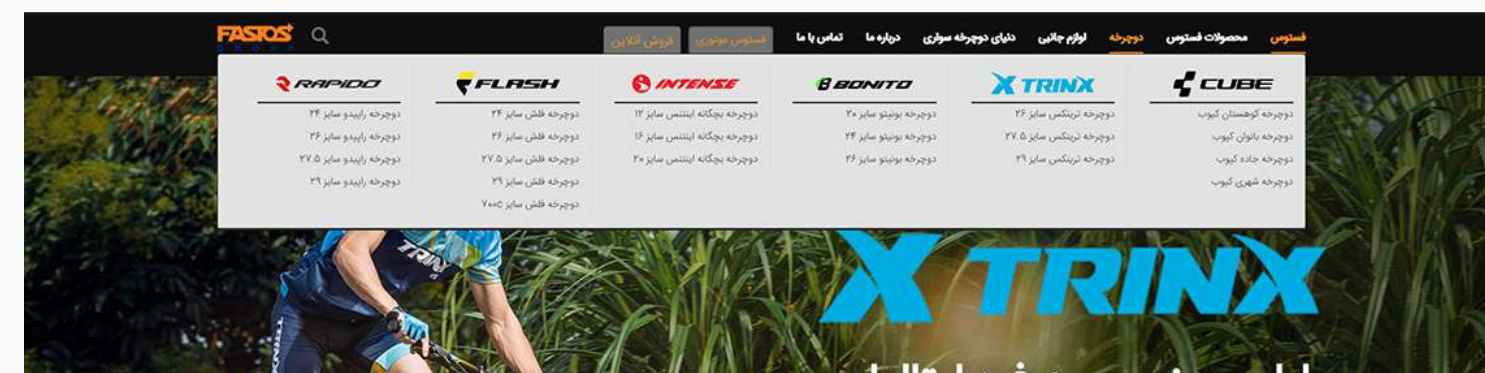 فستوس محصولات فستوس دوچرخه لوازم جانبی دنیای دوچرخه سواری درباره ما تماس با ما فستوس موتوری فروش آنلاین FASTOS
GROUP
CUBE
دوچرخه کوهستان کیوب
دوچرخه بانوان کیوب
دوچرخه جاده کیوب
دوچرخه شهری کیوب
TRINX
دوچرخه ترینکس سایز ۲۶
دوچرخه ترینکس سایز ۲۷.۵
دوچرخه ترینکس سایز ۲۹
BONITO
دوچرخه بونیتو سایز ۲۰
دوچرخه بونیتو سایز ۲۴
دوچرخه بونیتو سایز ۲۶
INTENSE
دوچرخه بچگانه اینتنس سایز ۱۲
دوچرخه بچگانه اینتنس سایز ۱۶
دوچرخه بچگانه اینتنس سایز ۲۰
FLASH
دوچرخه فلش سایز ۲۴
دوچرخه فلش سایز ۲۶
دوچرخه فلش سایز ۲۷.۵
دوچرخه فلش سایز ۲۹
دوچرخه فلش سایز ۷۰۰C
RAPIDO
دوچرخه راپیدو سایز ۲۴
دوچرخه راپیدو سایز ۲۶
دوچرخه راپیدو سایز ۲۷.۵
دوچرخه راپیدو سایز ۲۹
TRINX